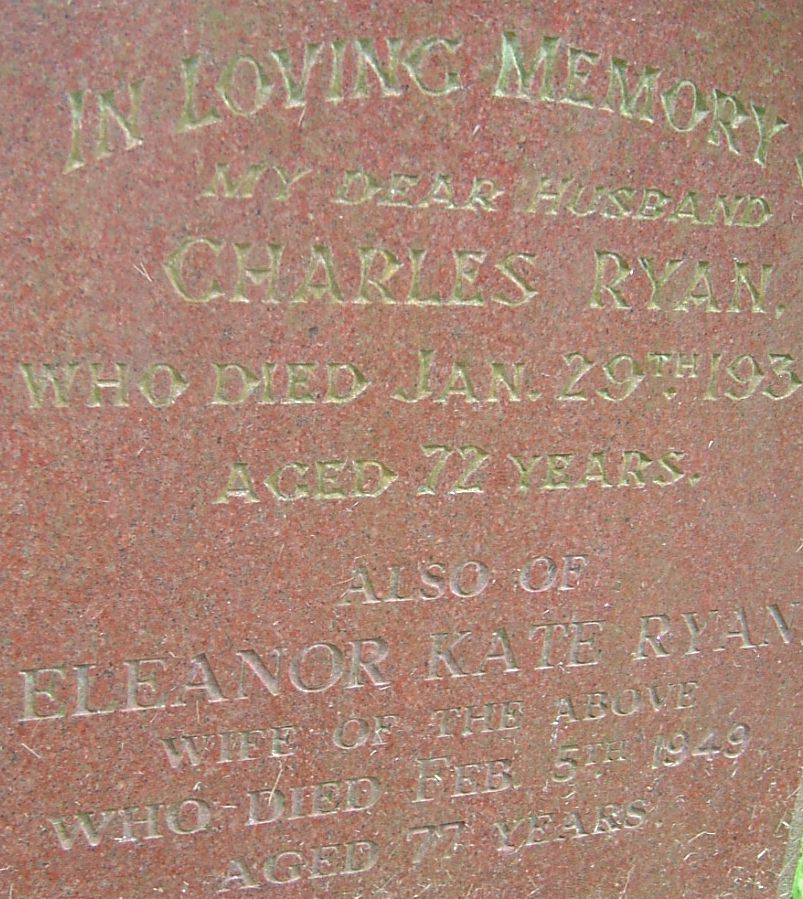 IN LOVING MEMORY
MY DEAR HUSBAND
CHARLES RYAN,
WHO DIED JAN. 29TH 193
AGED 72 YEARS.
ALSO OF
ELEANOR KATE RYAN
WIFE OF THE ABOVE
WHO DIED FEB. 5TH 1949
AGED 77 YEARS.